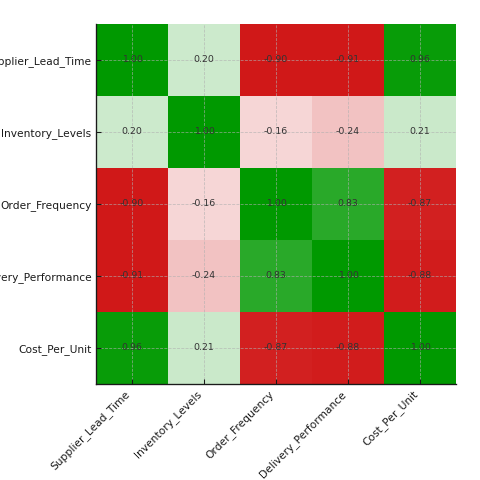 pplier_Lead_Time 1.00 0.20 -0.90 -0.91 0.96
Inventory_Levels 0.20 1.00 -0.16 -0.24 0.21
Order_Frequency -0.90 -0.16 1.00 0.83 -0.87
very_Performance -0.91 -0.24 0.83 1.00 -0.88
Cost_Per_Unit 0.96 0.21 -0.87 -0.88 1.00
Supplier_Lead_Time Inventory_Levels Order_Frequency Delivery_Performance Cost_Per_Unit